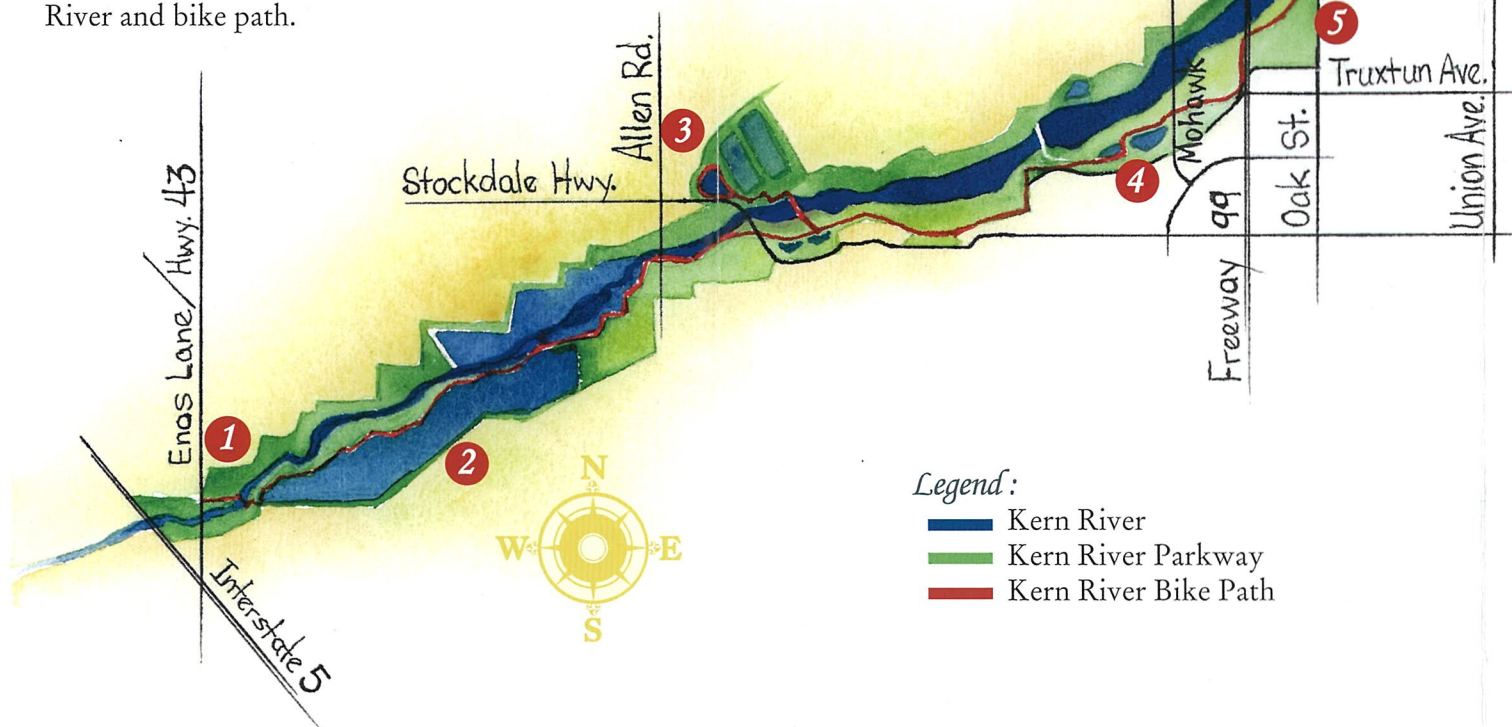 River and bike path.
5
Truxtun Ave.
Mohawk
Allen Rd.
3
Stockdale Hwy.
Oak St.
Union Ave.
4
99
Freeway
Enos Lane/Hwy. 43
1
2
N
W
E
S
Legend:
Kern River
Kern River Parkway
Kern River Bike Path
Interstate 5